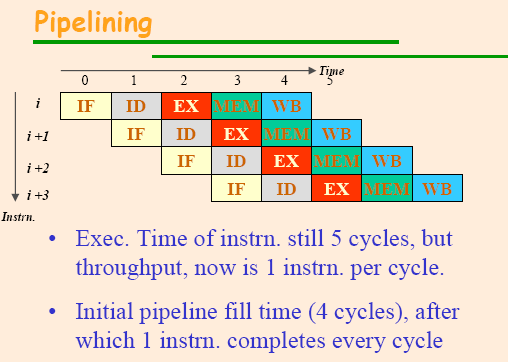 Pipelining
Time
0 1 2 3 4 5
i IF ID EX MEM WB
i +1 IF ID EX MEM WB
i +2 IF ID EX MEM WB
i +3 IF ID EX MEM WB
Instrn.
• Exec. Time of instrn. still 5 cycles, but
throughput, now is 1 instrn. per cycle.
• Initial pipeline fill time (4 cycles), after
which 1 instrn. completes every cycle